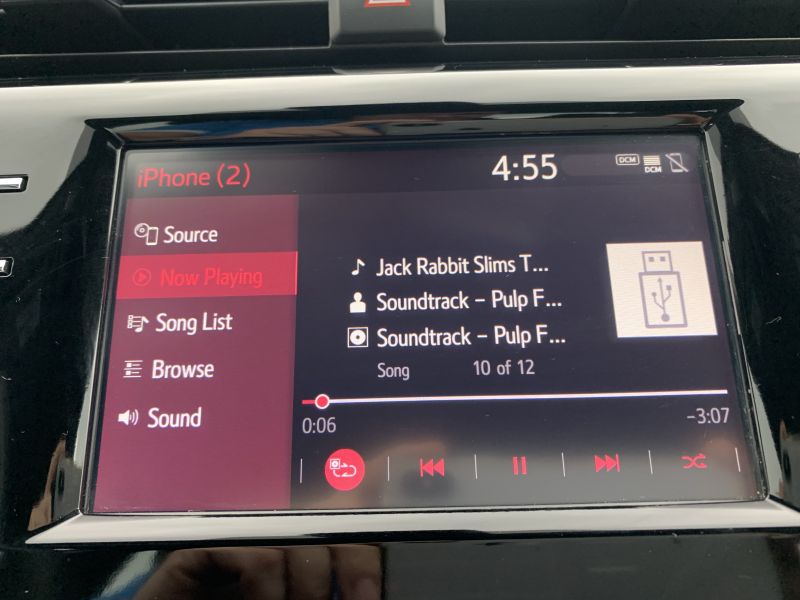 iPhone (2)
4:55
DCM
DCM
Source
Now Playing
Song List
Browse
Sound
Jack Rabbit Slims T...
Soundtrack – Pulp F...
Soundtrack – Pulp F...
Song 10 of 12
0:06
-3:07